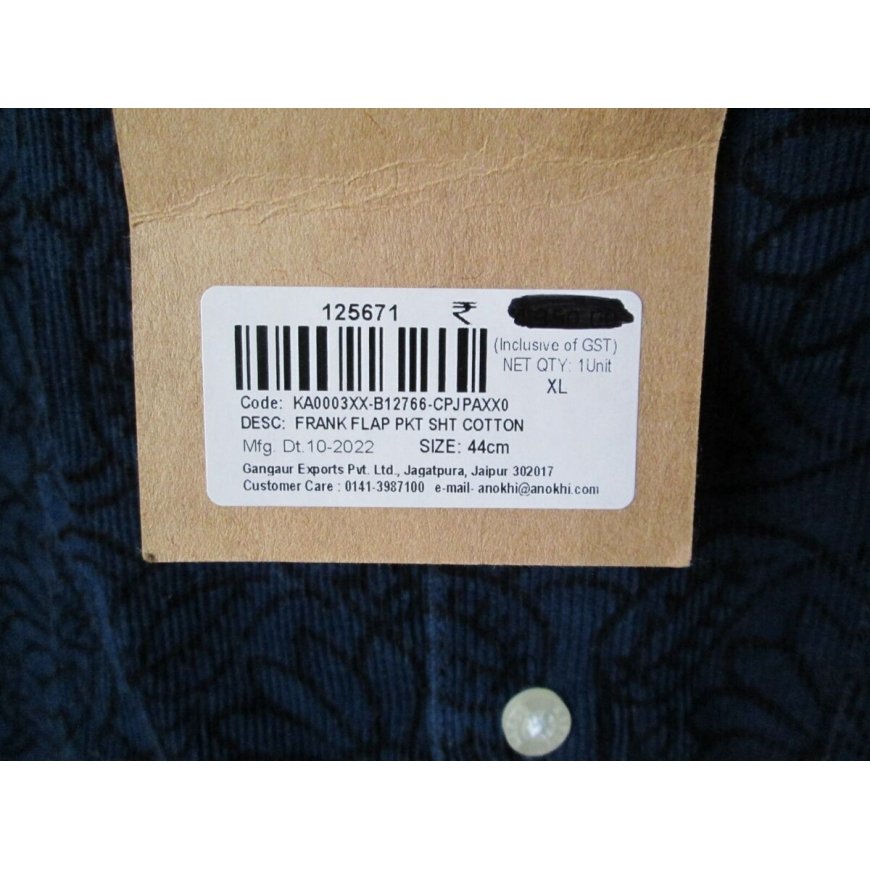 125671 ₹
(Inclusive of GST)
NET QTY: 1Unit
XL
Code: KA0003XX-B12766-CPJPAXX0
DESC: FRANK FLAP PKT SHT COTTON
Mfg. Dt.10-2022 SIZE: 44cm
Gangaur Exports Pvt. Ltd., Jagatpura, Jaipur 302017
Customer Care : 0141-3987100 e-mail- anokhi@anokhi.com